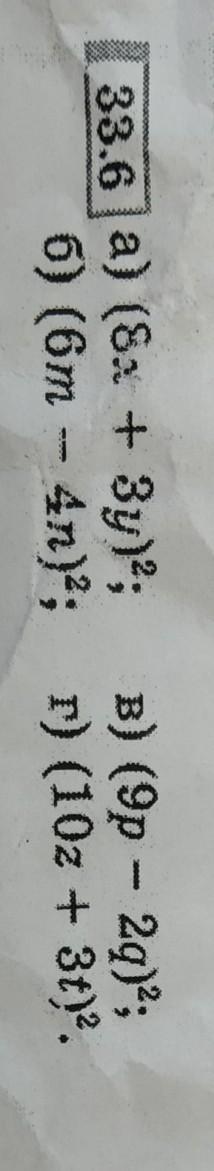 33.6 а) (8x + 3y)²; в) (9p − 2q)²;
б) (6m − 4n)²; г) (10z + 3t)².